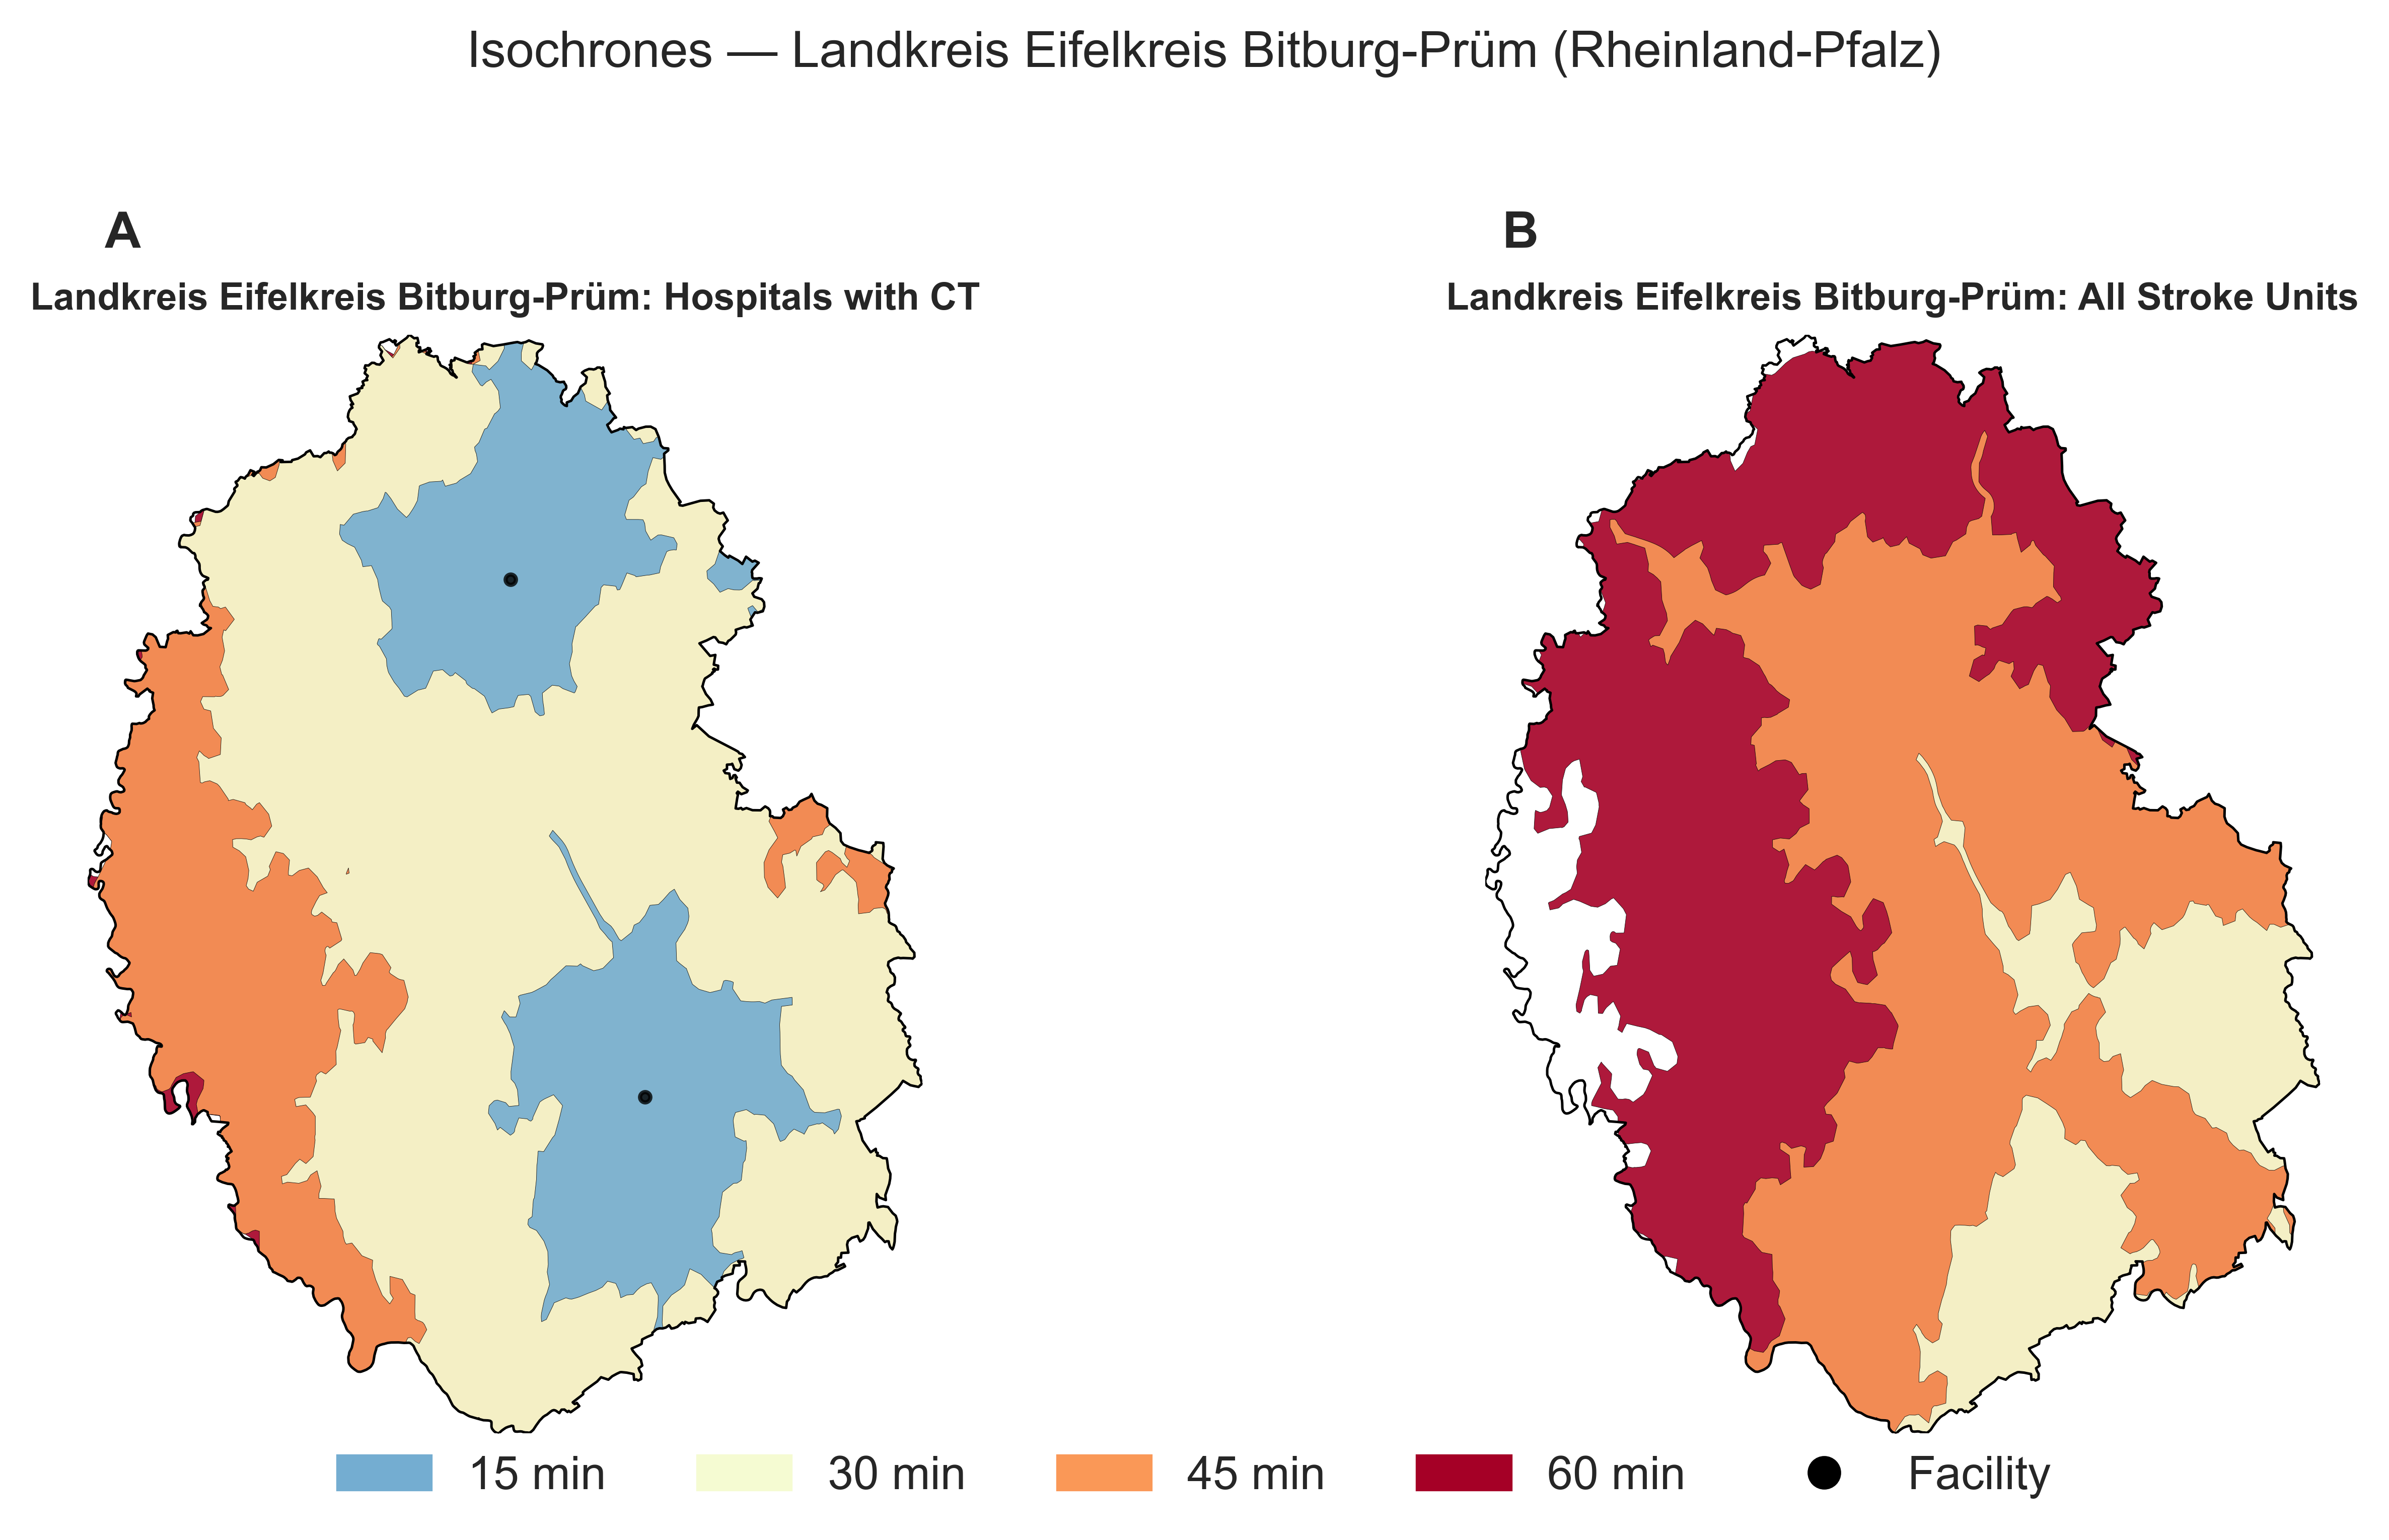 Isochrones — Landkreis Eifelkreis Bitburg-Prüm (Rheinland-Pfalz)
A
Landkreis Eifelkreis Bitburg-Prüm: Hospitals with CT
B
Landkreis Eifelkreis Bitburg-Prüm: All Stroke Units
15 min
30 min
45 min
60 min
Facility